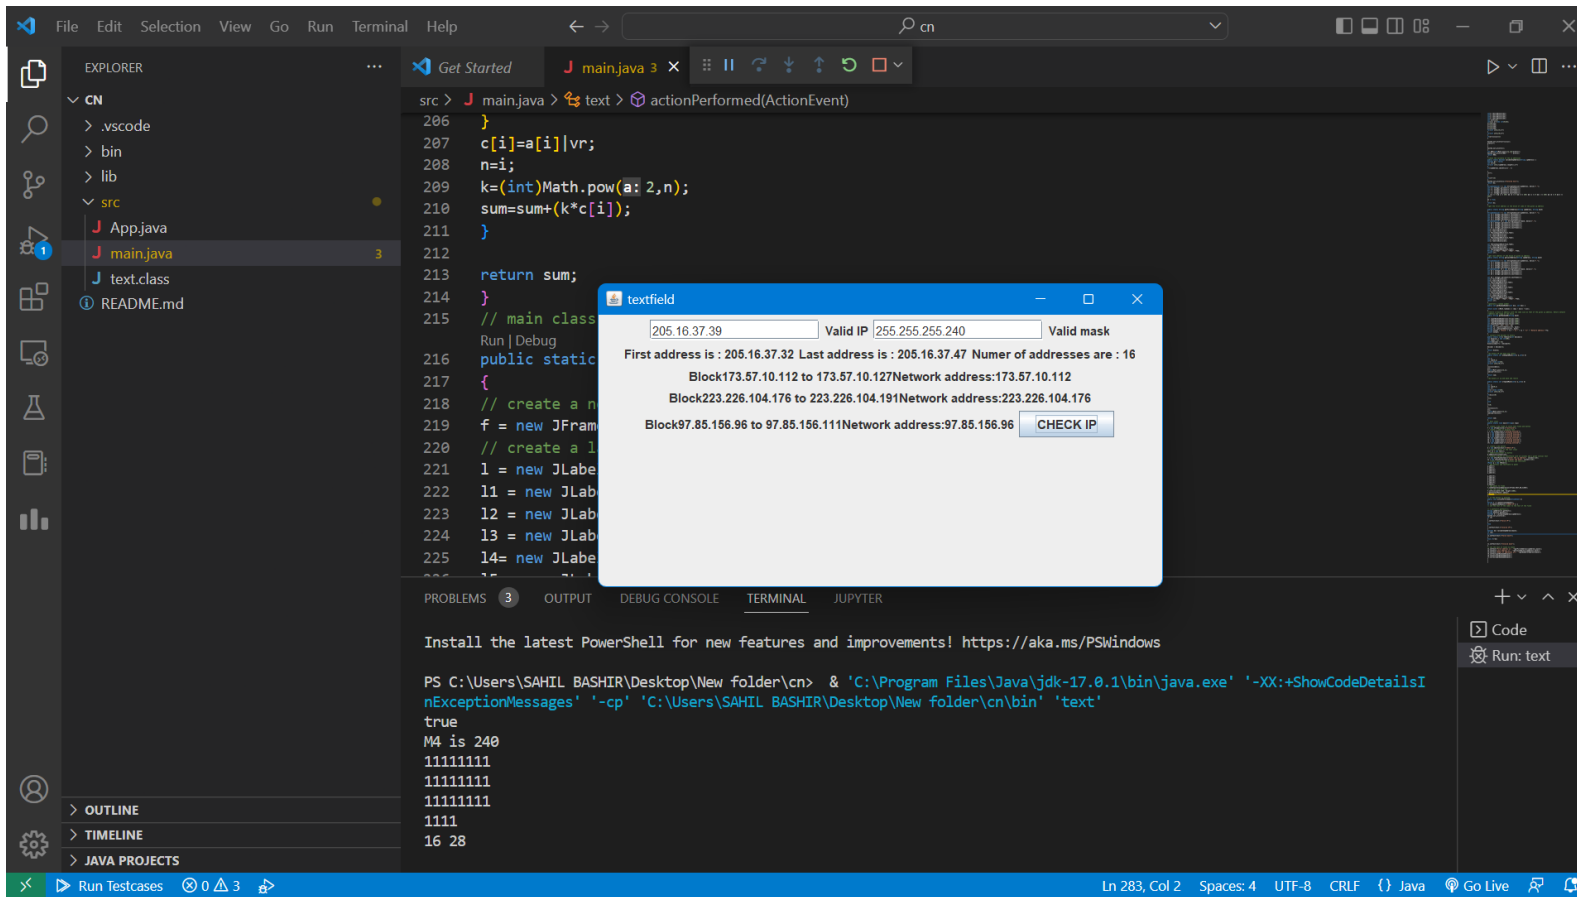 File Edit Selection View Go Run Terminal Help
cn
EXPLORER
Get Started
main.java 3
src > main.java > text > actionPerformed(ActionEvent)
CN
.vscode
bin
lib
src
App.java
main.java 3
text.class
README.md
1
206 }
207 c[i]=a[i]|vr;
208 n=i;
209 k=(int)Math.pow(a: 2,n);
210 sum=sum+(k*c[i]);
211 }
212
213 return sum;
214 }
215 // main class
Run | Debug
216 public static
217 {
218 // create a
219 f = new JFram
220 // create a
221 l = new JLabe
222 l1 = new JLab
223 l2 = new JLab
224 l3 = new JLab
225 l4= new JLabe
textfield
205.16.37.39 Valid IP 255.255.255.240 Valid mask
First address is : 205.16.37.32 Last address is : 205.16.37.47 Numer of addresses are : 16
Block173.57.10.112 to 173.57.10.127Network address:173.57.10.112
Block223.226.104.176 to 223.226.104.191Network address:223.226.104.176
Block97.85.156.96 to 97.85.156.111Network address:97.85.156.96 CHECK IP
PROBLEMS 3 OUTPUT DEBUG CONSOLE TERMINAL JUPYTER
Install the latest PowerShell for new features and improvements! https://aka.ms/PSWindows
PS C:\Users\SAHIL BASHIR\Desktop\New folder\cn> & 'C:\Program Files\Java\jdk-17.0.1\bin\java.exe' '-XX:+ShowCodeDetailsI
nExceptionMessages' '-cp' 'C:\Users\SAHIL BASHIR\Desktop\New folder\cn\bin' 'text'
true
M4 is 240
11111111
11111111
11111111
1111
16 28
Code
Run: text
OUTLINE
TIMELINE
JAVA PROJECTS
Run Testcases 0 3
Ln 283, Col 2 Spaces: 4 UTF-8 CRLF {} Java Go Live